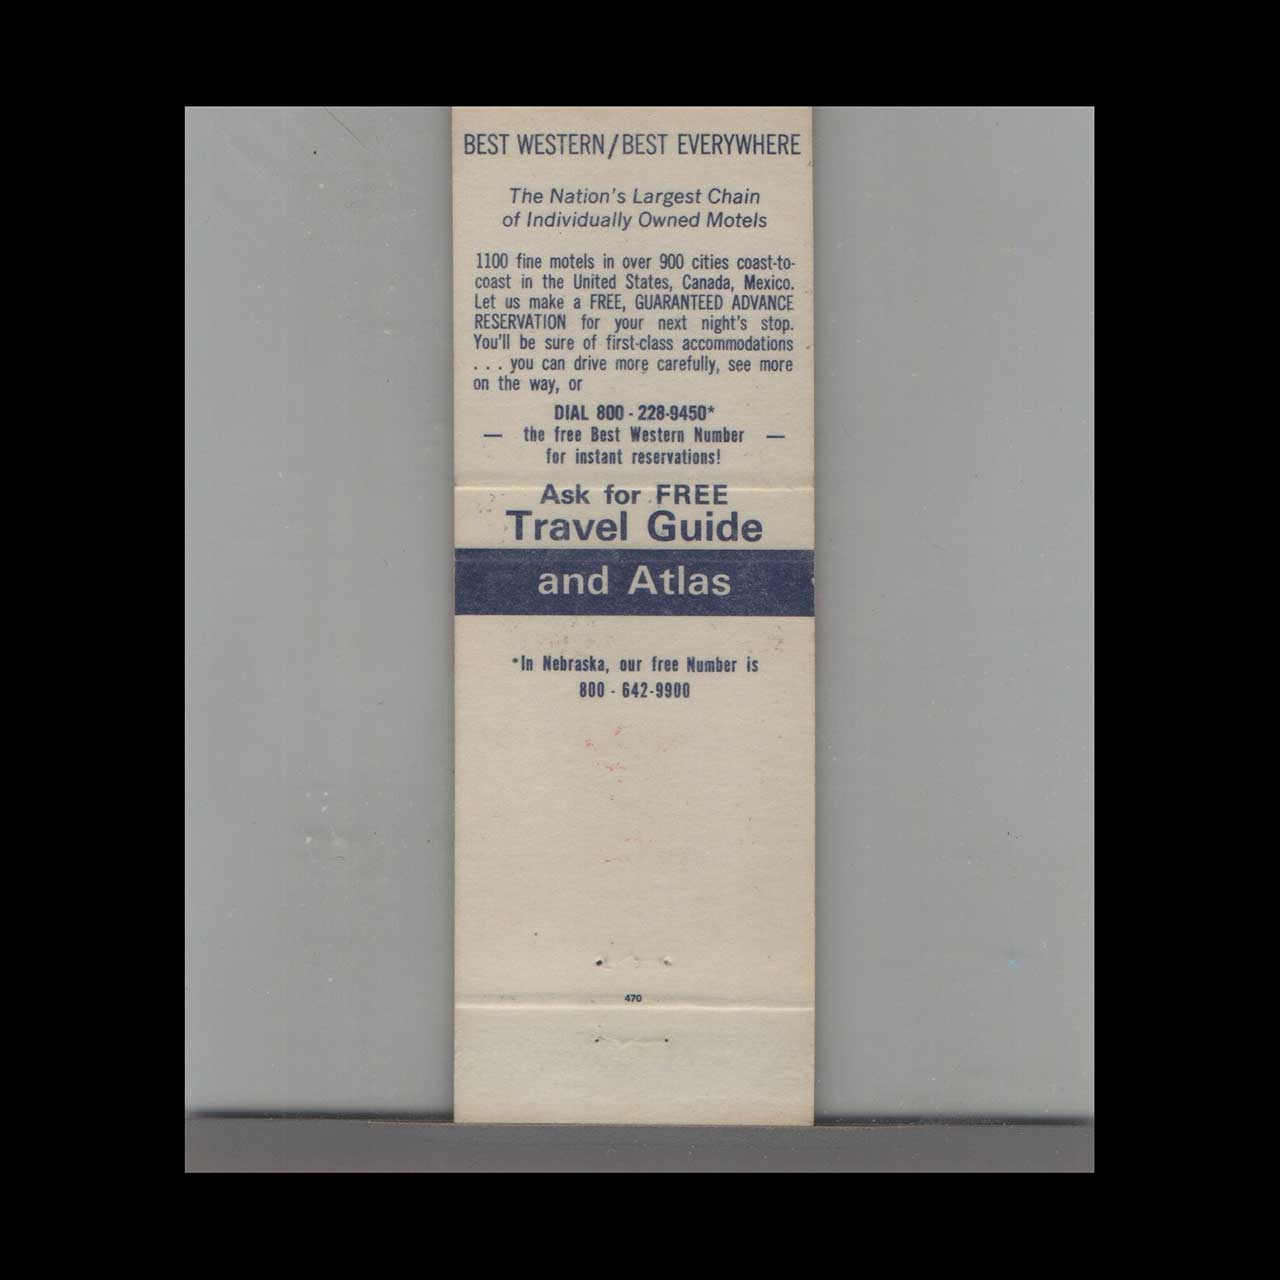 BEST WESTERN/BEST EVERYWHERE
The Nation's Largest Chain
of Individually Owned Motels
1100 fine motels in over 900 cities coast-to-
coast in the United States, Canada, Mexico.
Let us make a FREE, GUARANTEED ADVANCE
RESERVATION for your next night's stop.
You'll be sure of first-class accommodations
. . . you can drive more carefully, see more
on the way, or
DIAL 800 - 228-9450*
— the free Best Western Number —
for instant reservations!
Ask for FREE
Travel Guide
and Atlas
*In Nebraska, our free Number is
800 - 642-9900
470